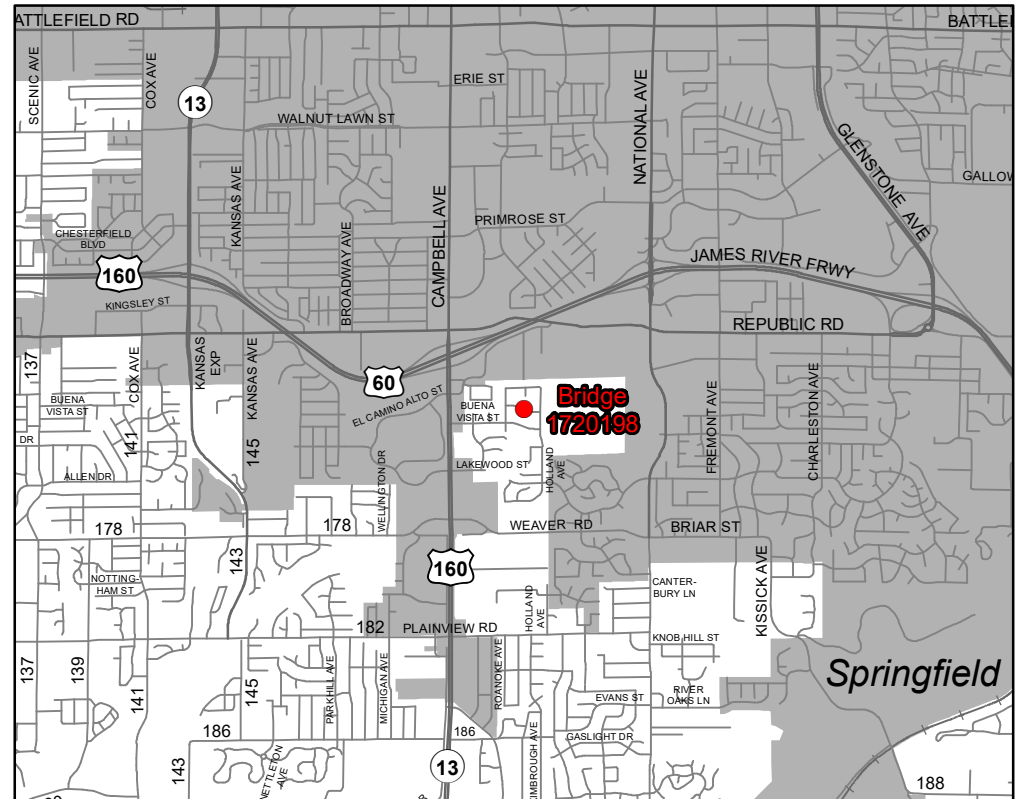 ATTLEFIELD RD
BATTLEI
SCENIC AVE
COX AVE
13
ERIE ST
WALNUT LAWN ST
NATIONAL AVE
GLENSTONE AVE
GALLOW
KANSAS AVE
PRIMROSE ST
CHESTERFIELD
BLVD
BROADWAY AVE
CAMPBELL AVE
160
JAMES RIVER FRWY
KINGSLEY ST
REPUBLIC RD
137
COX AVE
KANSAS
EXP
KANSAS AVE
60
EL CAMINO ALTO ST
BUENA
VISTA ST
BUENA
VISTA ST
Bridge
1720198
FREMONT AVE
CHARLESTON AVE
DR
141
145
ALLEN DR
WELLINGTON DR
LAKEWOOD ST
HOLLAND
AVE
178
178
WEAVER RD
BRIAR ST
143
160
NOTTING-
HAM ST
CANTER-
BURY LN
KISSICK AVE
HOLLAND
AVE
182
PLAINVIEW RD
KNOB HILL ST
137
139
141
145
PARKHILL AVE
MICHIGAN AVE
ROANOKE AVE
Springfield
EVANS ST
RIVER
OAKS LN
186
186
GASLIGHT DR
143
NETTLETON
AVE
13
IMBROUGH AVE
188